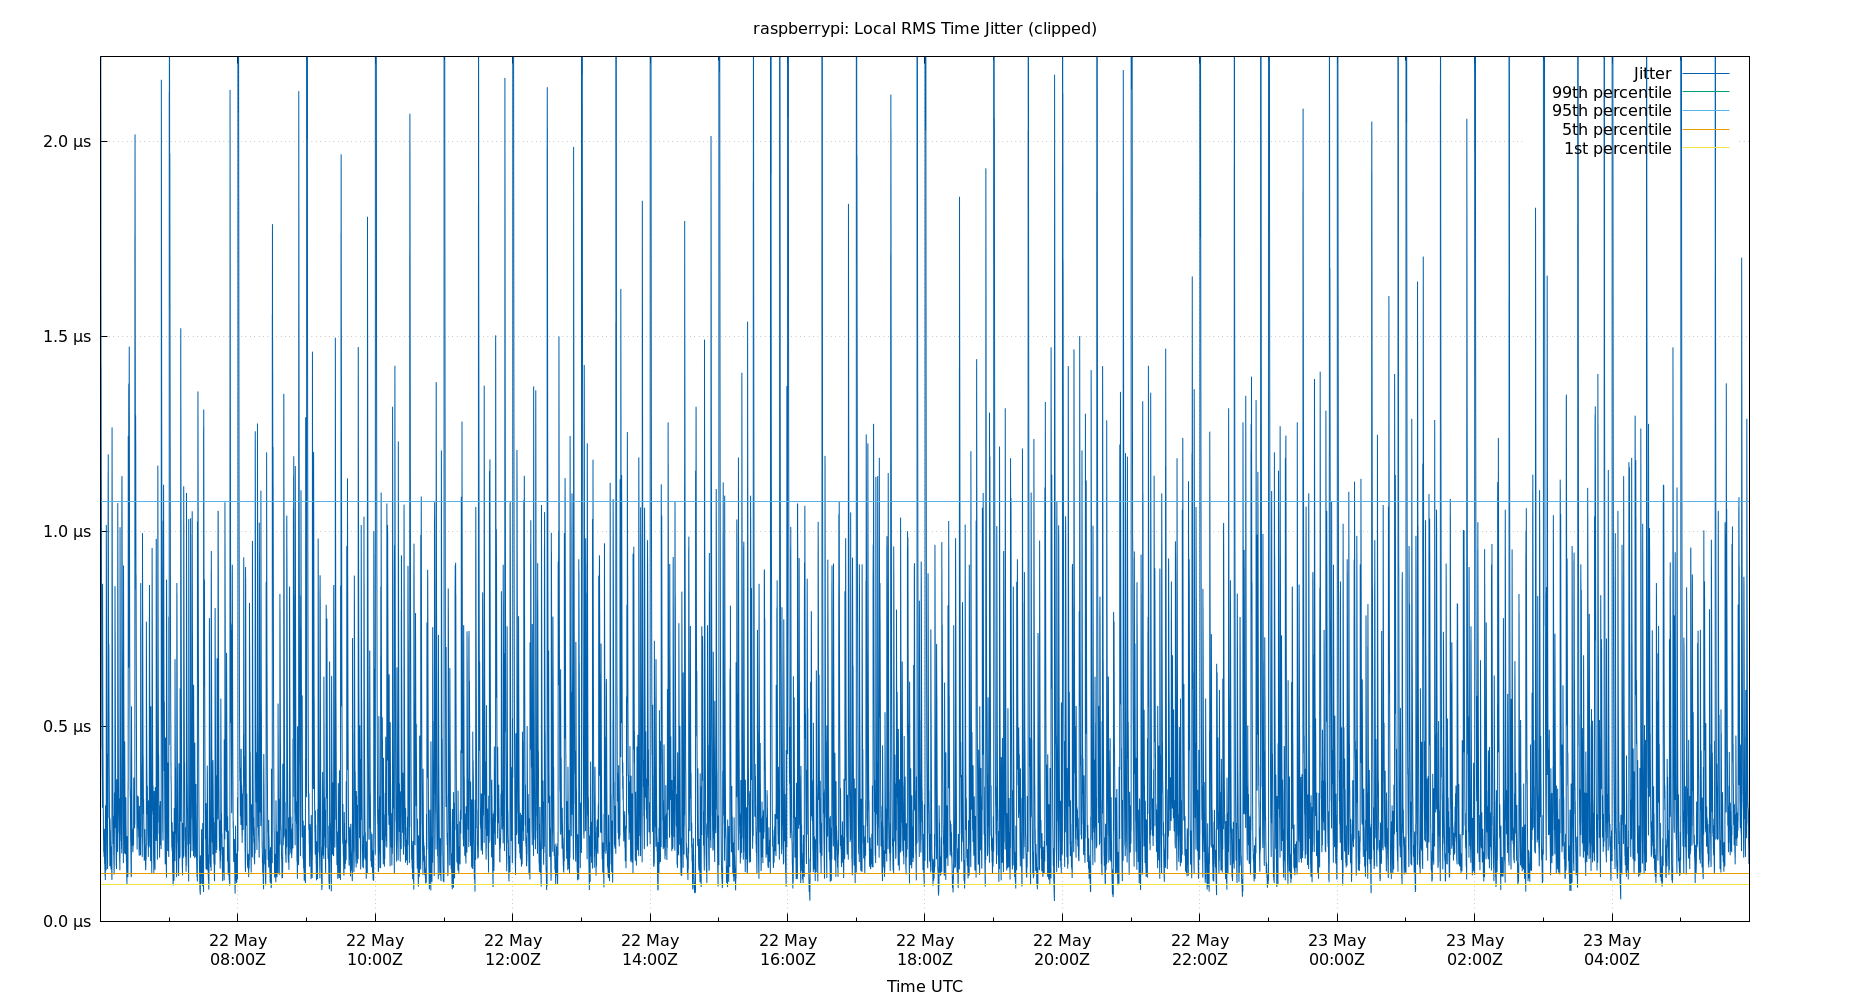 raspberrypi: Local RMS Time Jitter (clipped)
Jitter
99th percentile
95th percentile
5th percentile
1st percentile
2.0 µs
1.5 µs
1.0 µs
0.5 µs
0.0 µs
22 May 22 May 22 May 22 May 22 May 22 May 22 May 22 May 23 May 23 May 23 May
08:00Z 10:00Z 12:00Z 14:00Z 16:00Z 18:00Z 20:00Z 22:00Z 00:00Z 02:00Z 04:00Z
Time UTC